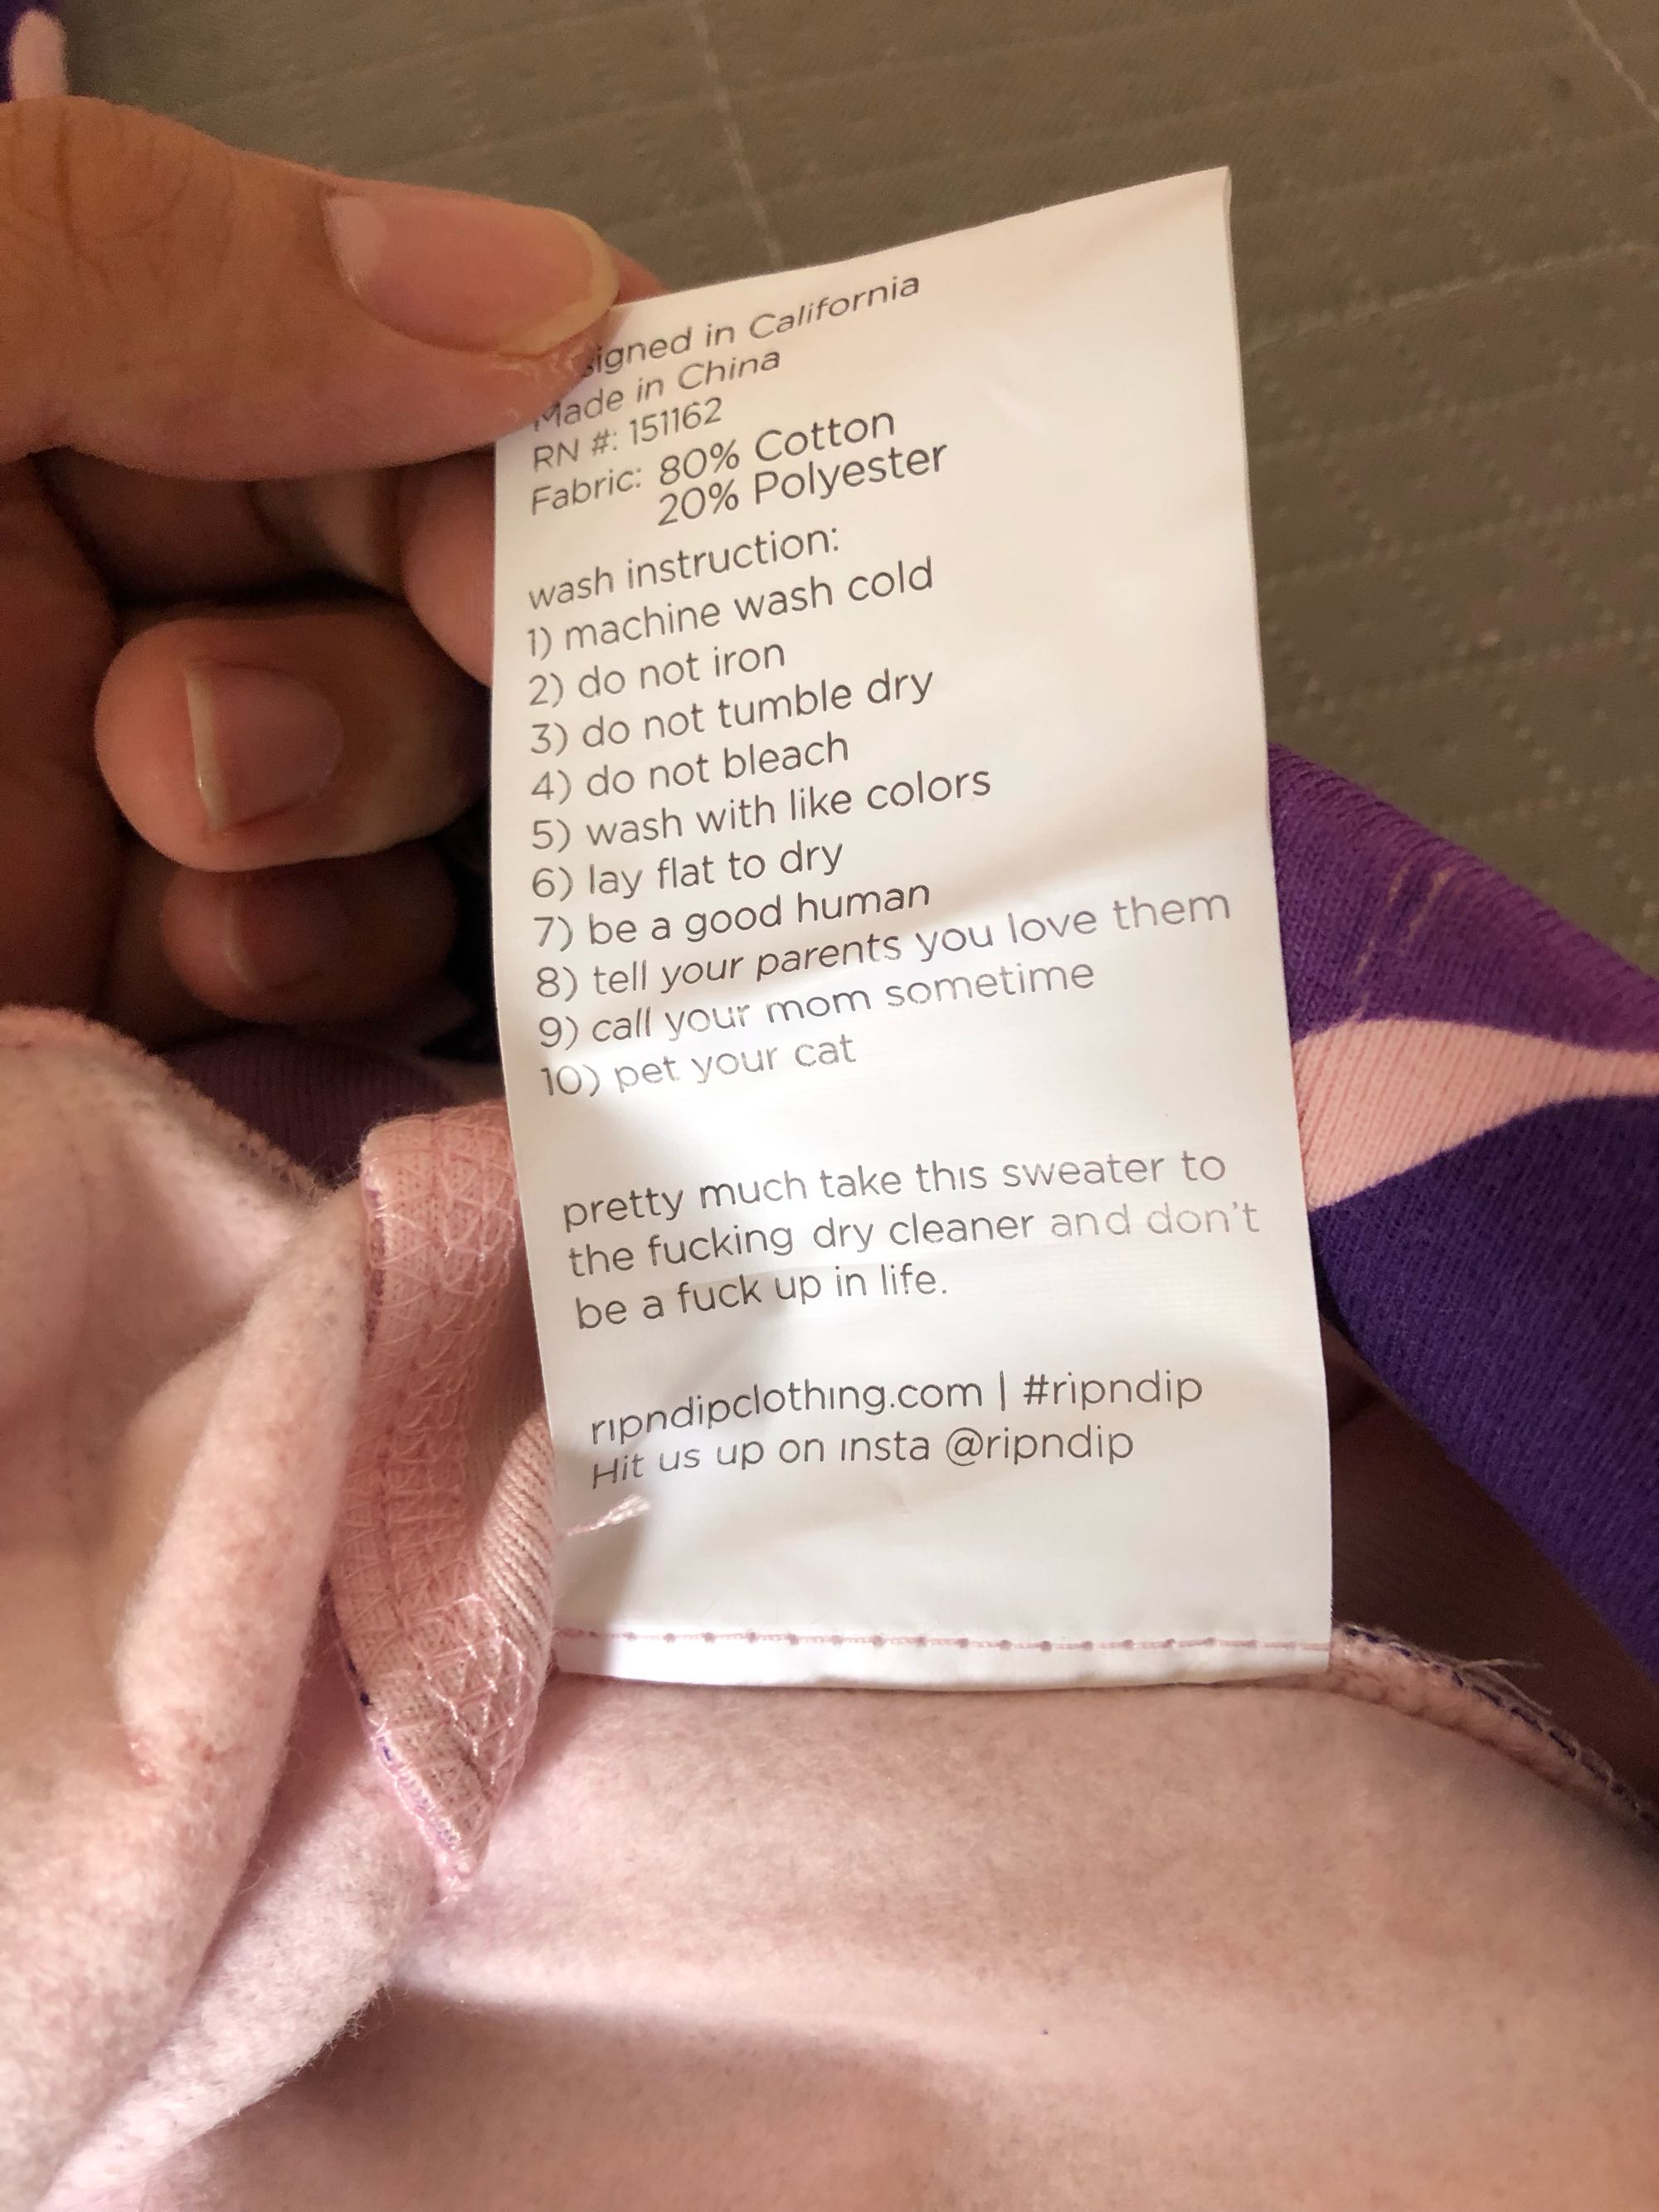 signed in California
Made in China
RN #: 151162
Fabric: 80% Cotton
20% Polyester
wash instruction:
1) machine wash cold
2) do not iron
3) do not tumble dry
4) do not bleach
5) wash with like colors
6) lay flat to dry
7) be a good human
8) tell your parents you love them
9) call your mom sometime
10) pet your cat
pretty much take this sweater to
the fucking dry cleaner and don't
be a fuck up in life.
ripndipclothing.com | #ripndip
Hit us up on insta @ripndip